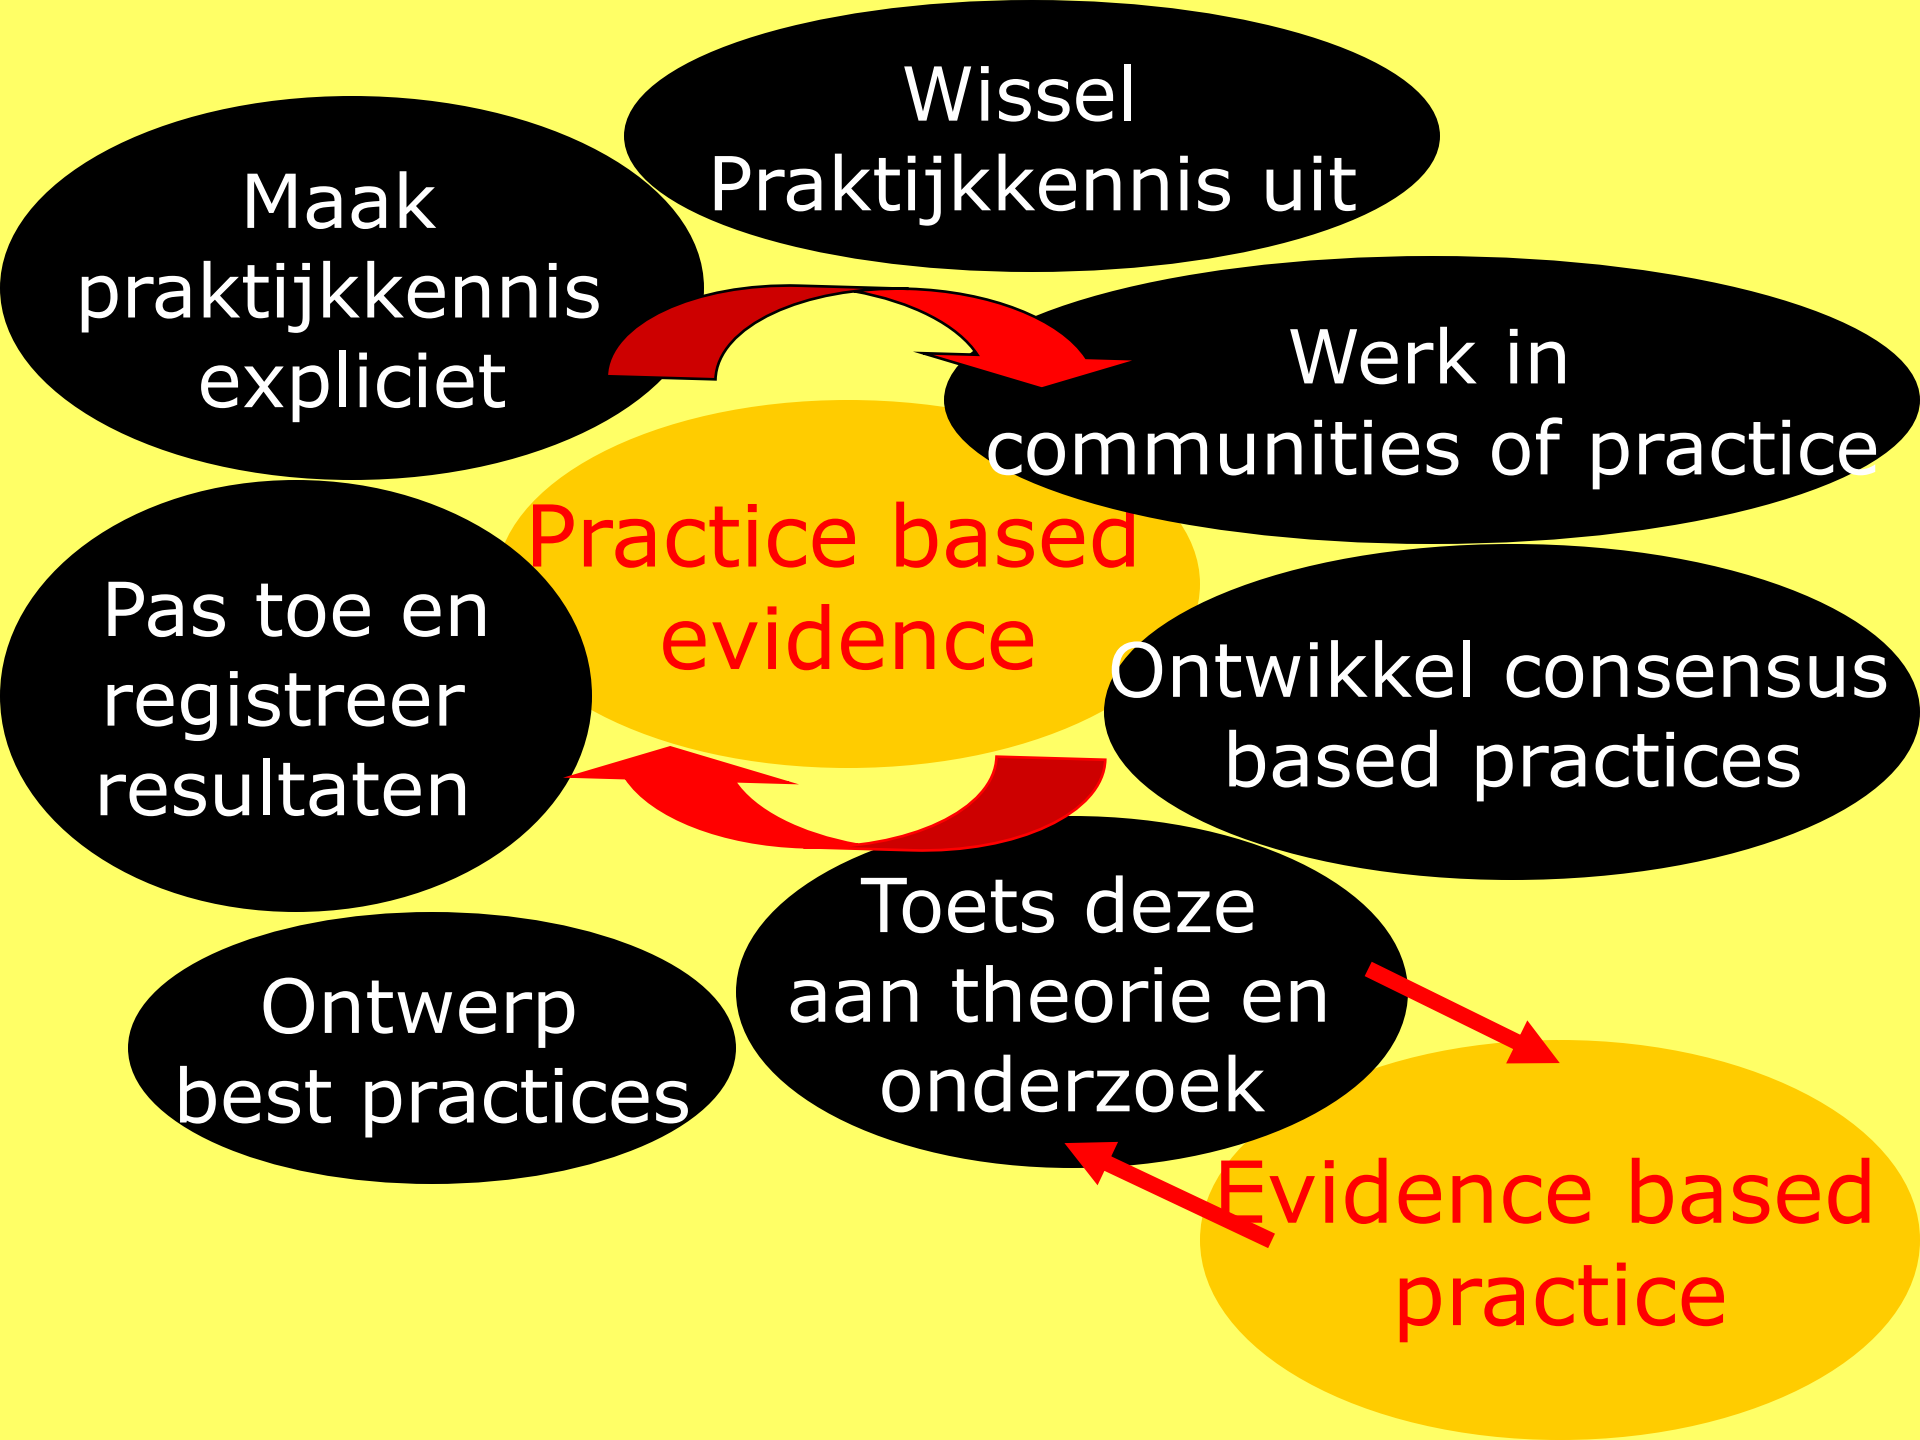 Wissel
Praktijkkennis uit
Maak
praktijkkennis
expliciet
Werk in
communities of practice
Practice based
evidence
Pas toe en
registreer
resultaten
Ontwikkel consensus
based practices
Toets deze
aan theorie en
onderzoek
Ontwerp
best practices
Evidence based
practice